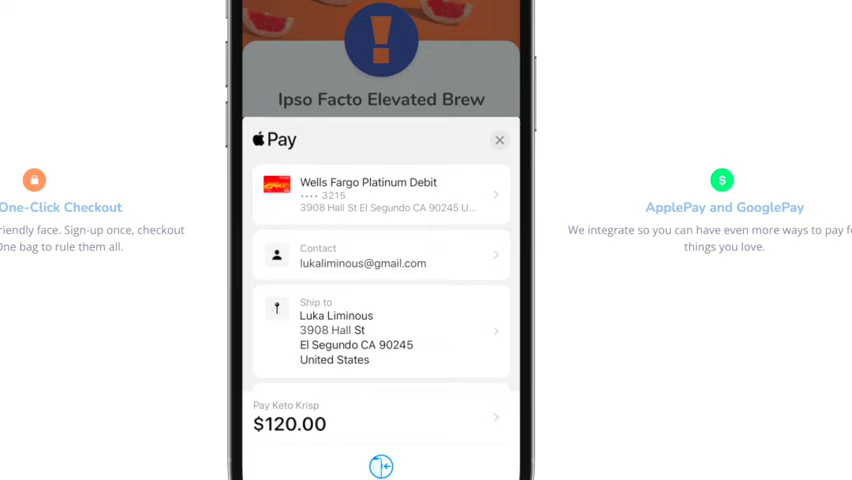 Ipso Facto Elevated Brew
Pay
Wells Fargo Platinum Debit
•••• 3215
3908 Hall St El Segundo CA 90245 U...
Contact
lukaliminous@gmail.com
Ship to
Luka Liminous
3908 Hall St
El Segundo CA 90245
United States
Pay Keto Krisp
$120.00
One-Click Checkout
riendly face. Sign-up once, checkout
One bag to rule them all.
$
ApplePay and GooglePay
We integrate so you can have even more ways to pay fo
things you love.